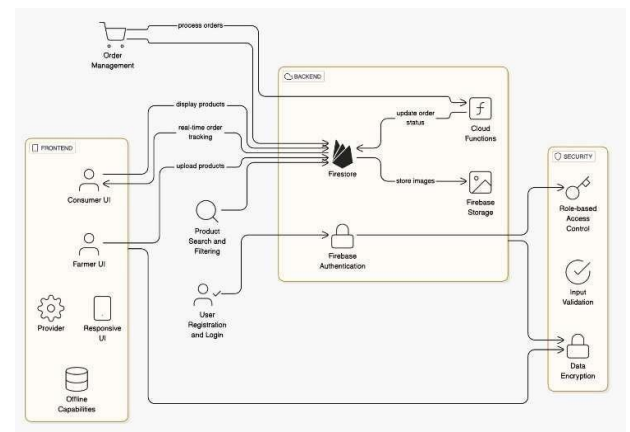 process orders
Order
Management
BACKEND
display products
update order
status
Cloud
Functions
real-time order
tracking
FRONTEND
SECURITY
upload products
Firestore
store images
Consumer UI
Firebase
Storage
Role-based
Access
Control
Product
Search and
Filtering
Farmer UI
Firebase
Authentication
Input
Validation
User
Registration
and Login
Provider
Responsive
UI
Data
Encryption
Offline
Capabilities